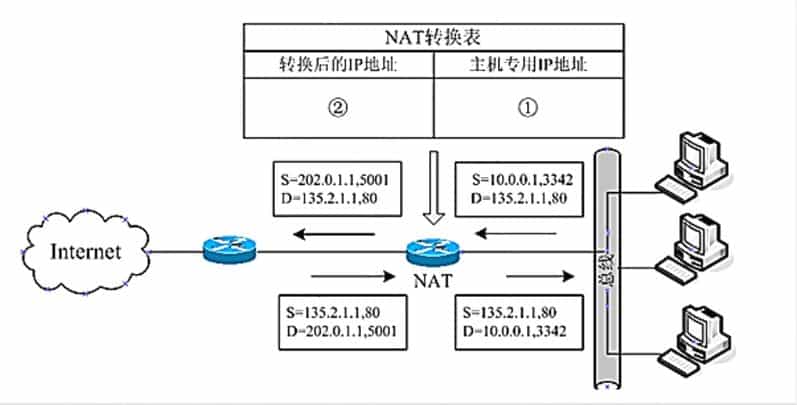 NAT转换表
转换后的IP地址
主机专用IP地址
②
①
S=202.0.1.1,5001
D=135.2.1.1,80
S=10.0.0.1,3342
D=135.2.1.1,80
Internet
NAT
总线
S=135.2.1.1,80
D=202.0.1.1,5001
S=135.2.1.1,80
D=10.0.0.1,3342